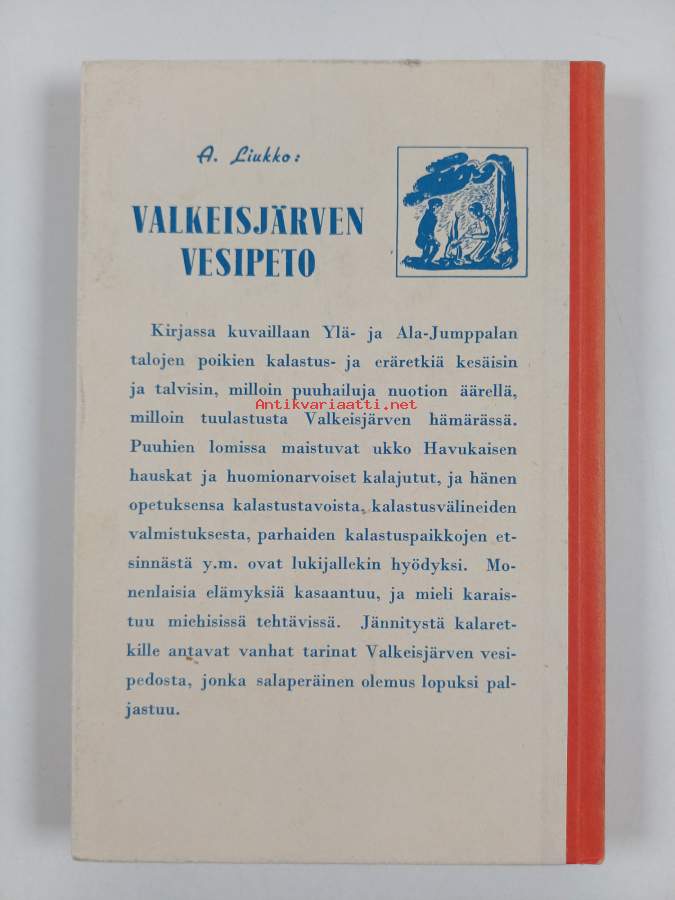 A. Liukko:
VALKEISJÄRVEN
VESIPETO
Kirjassa kuvaillaan Ylä- ja Ala-Jumppalan
talojen poikien kalastus- ja eräretkiä kesäisin
ja talvisin, milloin puuhailuja nuotion äärellä,
Antikvariaatti.net
milloin tuulastusta Valkeisjärven hämärässä.
Puuhien lomissa maistuvat ukko Havukaisen
hauskat ja huomionarvoiset kalajutut, ja hänen
opetuksensa kalastustavoista, kalastusvälineiden
valmistuksesta, parhaiden kalastuspaikkojen et-
sinnästä y.m. ovat lukijallekin hyödyksi. Mo-
nenlaisia elämyksiä kasaantuu, ja mieli karais-
tuu miehisissä tehtävissä. Jännitystä kalaret-
kille antavat vanhat tarinat Valkeisjärven vesi-
pedosta, jonka salaperäinen olemus lopuksi pal-
jastuu.